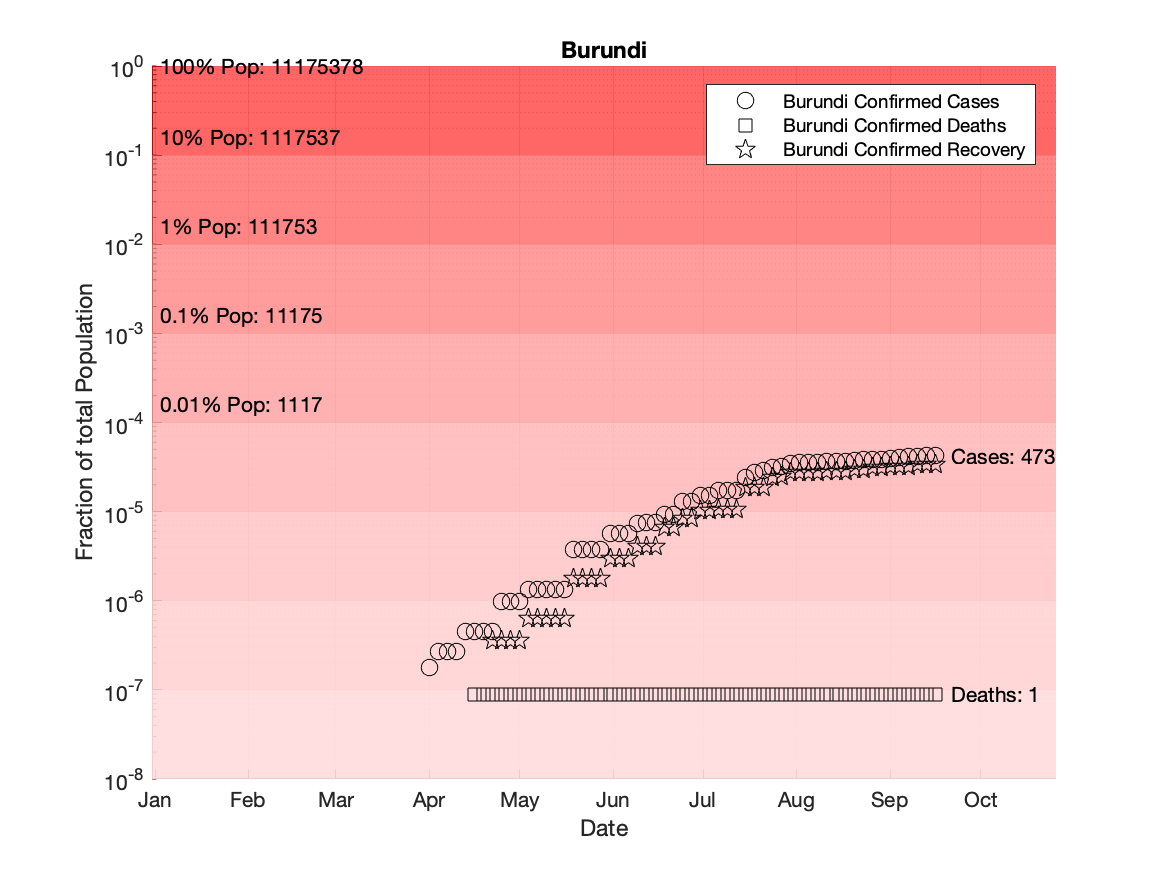 Burundi
10^0
100% Pop: 11175378
Burundi Confirmed Cases
Burundi Confirmed Deaths
Burundi Confirmed Recovery
10% Pop: 1117537
10^-1
1% Pop: 111753
10^-2
0.1% Pop: 11175
10^-3
0.01% Pop: 1117
10^-4
Cases: 473
10^-5
10^-6
10^-7
Deaths: 1
10^-8
Fraction of total Population
Jan Feb Mar Apr May Jun Jul Aug Sep Oct
Date